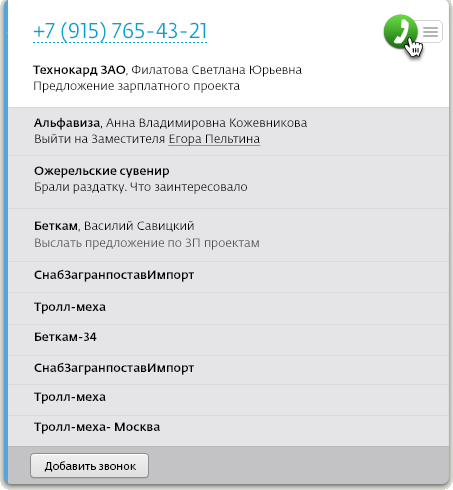 +7 (915) 765-43-21
Технокард ЗАО, Филатова Светлана Юрьевна
Предложение зарплатного проекта
Альфавиза, Анна Владимировна Кожевникова
Выйти на Заместителя Егора Пельтина
Ожерельские сувенир
Брали раздатку. Что заинтересовало
Беткам, Василий Савицкий
Выслать предложение по ЗП проектам
СнабЗагранпоставИмпорт
Тролл-меха
Беткам-34
СнабЗагранпоставИмпорт
Тролл-меха
Тролл-меха- Москва
Добавить звонок